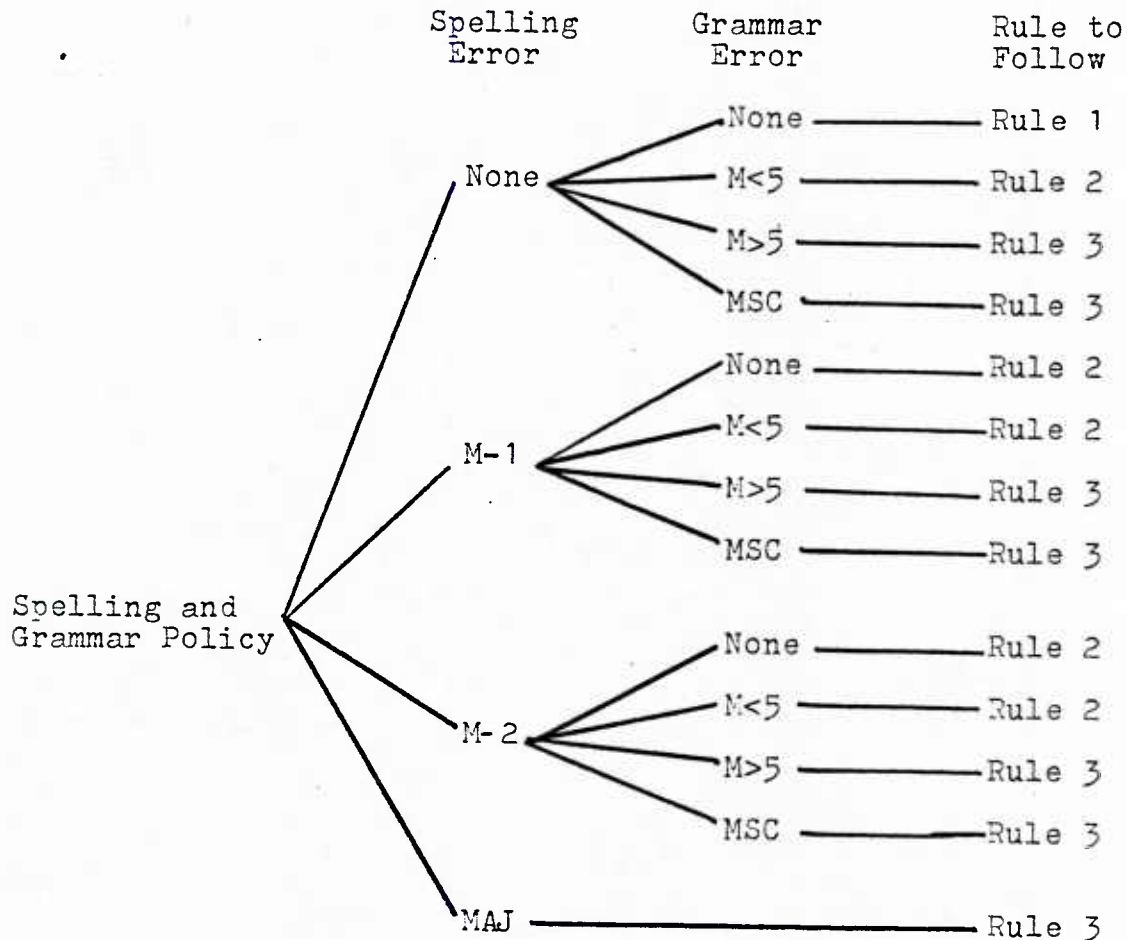 Spelling Error
Grammar Error
Rule to Follow
None
None Rule 1
M<5 Rule 2
M>5 Rule 3
MSC Rule 3
M-1
None Rule 2
M<5 Rule 2
M>5 Rule 3
MSC Rule 3
Spelling and
Grammar Policy
M-2
None Rule 2
M<5 Rule 2
M>5 Rule 3
MSC Rule 3
MAJ Rule 3